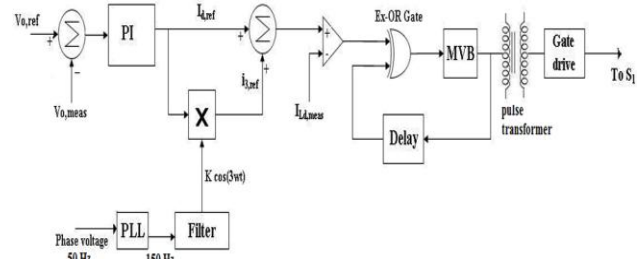 Vo,ref
+
Σ
−
Vo,meas
PI
Id,ref
+
Σ
+
i3,ref
X
K cos(3wt)
Phase voltage
50 Hz
PLL
150 Hz
Filter
+
-
ILd,meas
Ex-OR Gate
MVB
Delay
pulse
transformer
Gate
drive
To S1